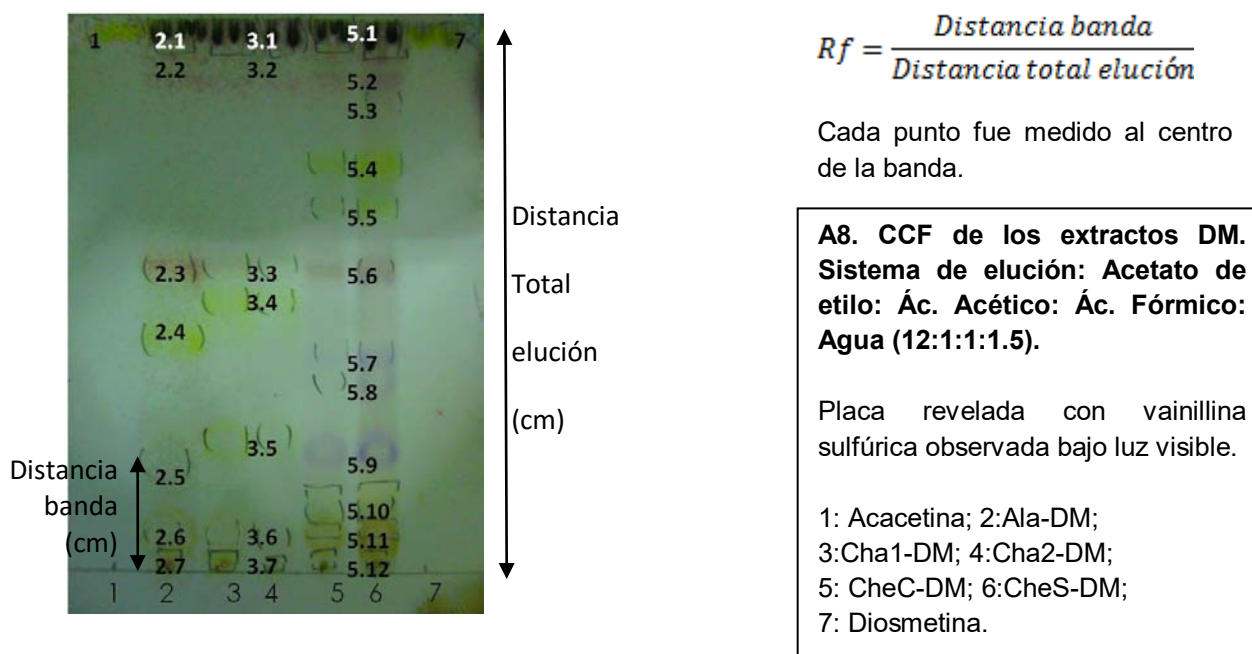 1
2.1
3.1
5.1
7
2.2
3.2
5.2
5.3
5.4
5.5
2.3
3.3
5.6
3.4
2.4
5.7
5.8
3.5
5.9
2.5
5.10
2.6
3.6
5.11
2.7
3.7
5.12
1 2 3 4 5 6 7
Distancia
banda
(cm)
Distancia
Total
elución
(cm)
Rf = Distancia banda
Distancia total elución
Cada punto fue medido al centro
de la banda.
A8. CCF de los extractos DM.
Sistema de elución: Acetato de
etilo: Ác. Acético: Ác. Fórmico:
Agua (12:1:1:1.5).
Placa revelada con vainillina
sulfúrica observada bajo luz visible.
1: Acacetina; 2:Ala-DM;
3:Cha1-DM; 4:Cha2-DM;
5: CheC-DM; 6:CheS-DM;
7: Diosmetina.